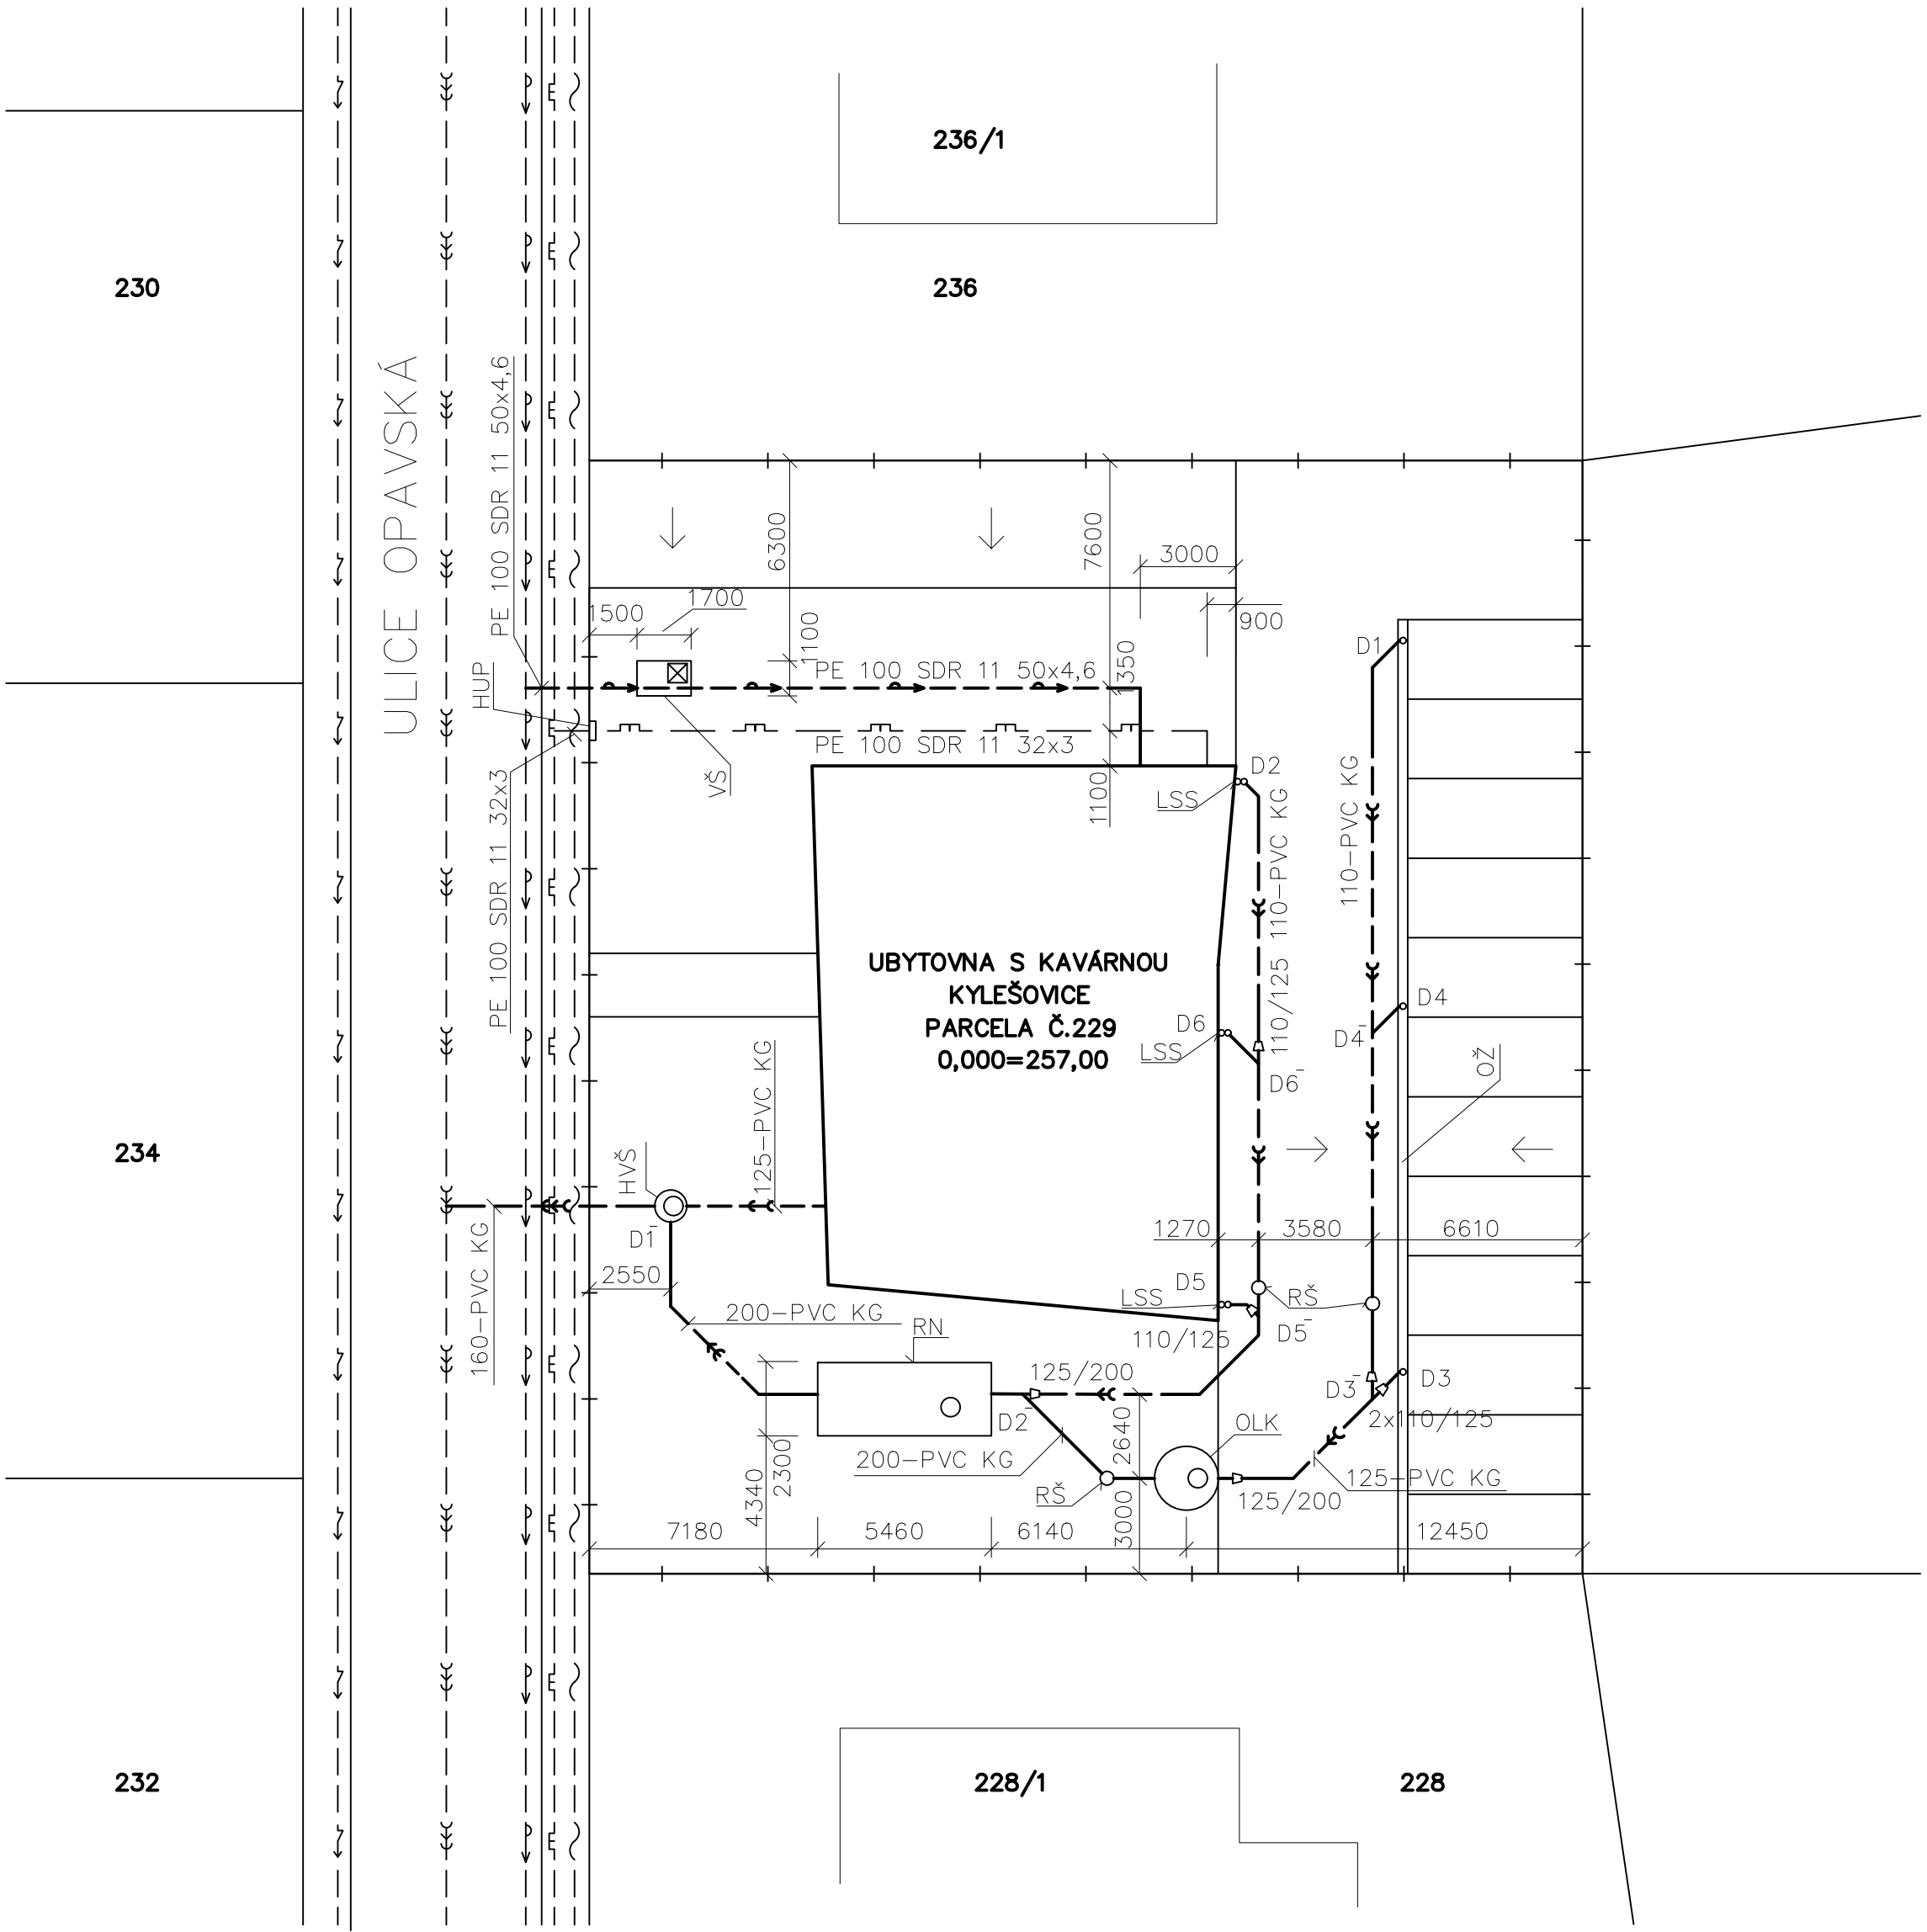 236/1
230
236
ULICE OPAVSKÁ
PE 100 SDR 11 50x4,6
6300
7600
3000
1500
1700
1100
900
HUP
PE 100 SDR 11 50x4,6
1350
D1
PE 100 SDR 11 32x3
VŠ
1100
LSS
D2
PE 100 SDR 11 32x3
110/125 110-PVC KG
110-PVC KG
UBYTOVNA S KAVÁRNOU
KYLEŠOVICE
PARCELA Č.229
0,000=257,00
D6
LSS
D4
D4¯
D6¯
OŽ
234
125-PVC KG
HVŠ
D1¯
160-PVC KG
1270
3580
6610
2550
D5
LSS
RŠ
200-PVC KG
RN
110/125
D5¯
125/200
D3¯
D3
D2¯
2640
OLK
2x110/125
200-PVC KG
RŠ
125-PVC KG
125/200
4340
2300
3000
7180
5460
6140
12450
232
228/1
228